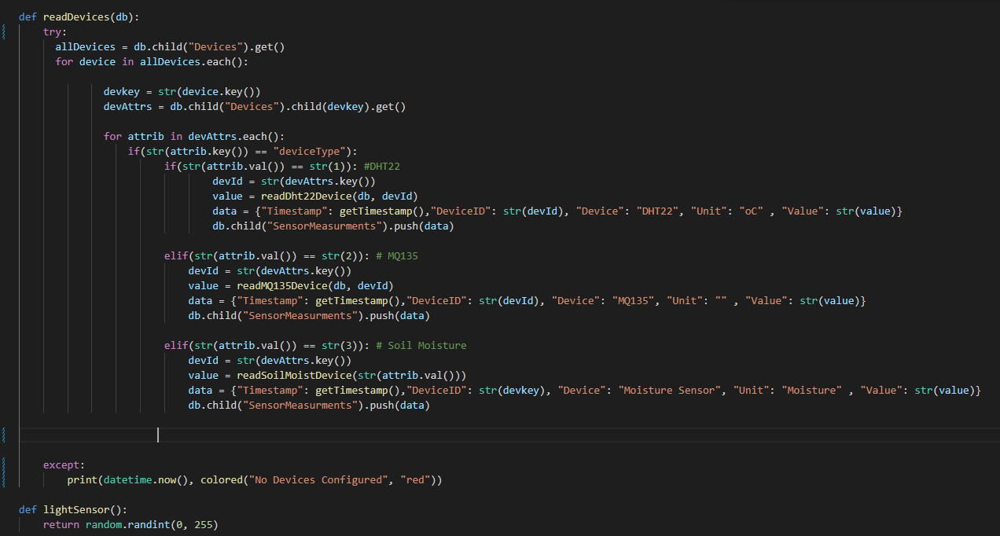 def readDevices(db):
try:
allDevices = db.child("Devices").get()
for device in allDevices.each():
devkey = str(device.key())
devAttrs = db.child("Devices").child(devkey).get()
for attrib in devAttrs.each():
if(str(attrib.key()) == "deviceType"):
if(str(attrib.val()) == str(1)): #DHT22
devId = str(devAttrs.key())
value = readDht22Device(db, devId)
data = {"Timestamp": getTimestamp(),"DeviceID": str(devId), "Device": "DHT22", "Unit": "oC" , "Value": str(value)}
db.child("SensorMeasurments").push(data)
elif(str(attrib.val()) == str(2)): # MQ135
devId = str(devAttrs.key())
value = readMQ135Device(db, devId)
data = {"Timestamp": getTimestamp(),"DeviceID": str(devId), "Device": "MQ135", "Unit": "" , "Value": str(value)}
db.child("SensorMeasurments").push(data)
elif(str(attrib.val()) == str(3)): # Soil Moisture
devId = str(devAttrs.key())
value = readSoilMoistDevice(str(attrib.val()))
data = {"Timestamp": getTimestamp(),"DeviceID": str(devkey), "Device": "Moisture Sensor", "Unit": "Moisture" , "Value": str(value)}
db.child("SensorMeasurments").push(data)
except:
print(datetime.now(), colored("No Devices Configured", "red"))
def lightSensor():
return random.randint(0, 255)